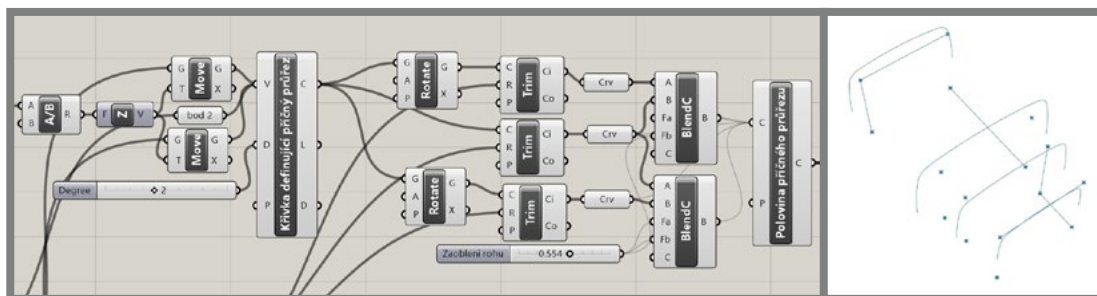 A
B
A/B
R
F
Z
V
G
T
Move
G
X
bod 2
G
T
Move
G
X
Degree
2
V
D
P
Křivka definující příčný průřez
C
L
D
G
A
P
Rotate
G
X
G
A
P
Rotate
G
X
C
R
P
Trim
Ci
Co
C
R
P
Trim
Ci
Co
C
R
P
Trim
Ci
Co
Crv
Crv
Crv
Zaoblení rohu
0.554
A
B
Fa
Fb
C
BlendC
B
A
B
Fa
Fb
C
BlendC
B
C
P
Polovina příčného průřezu
C